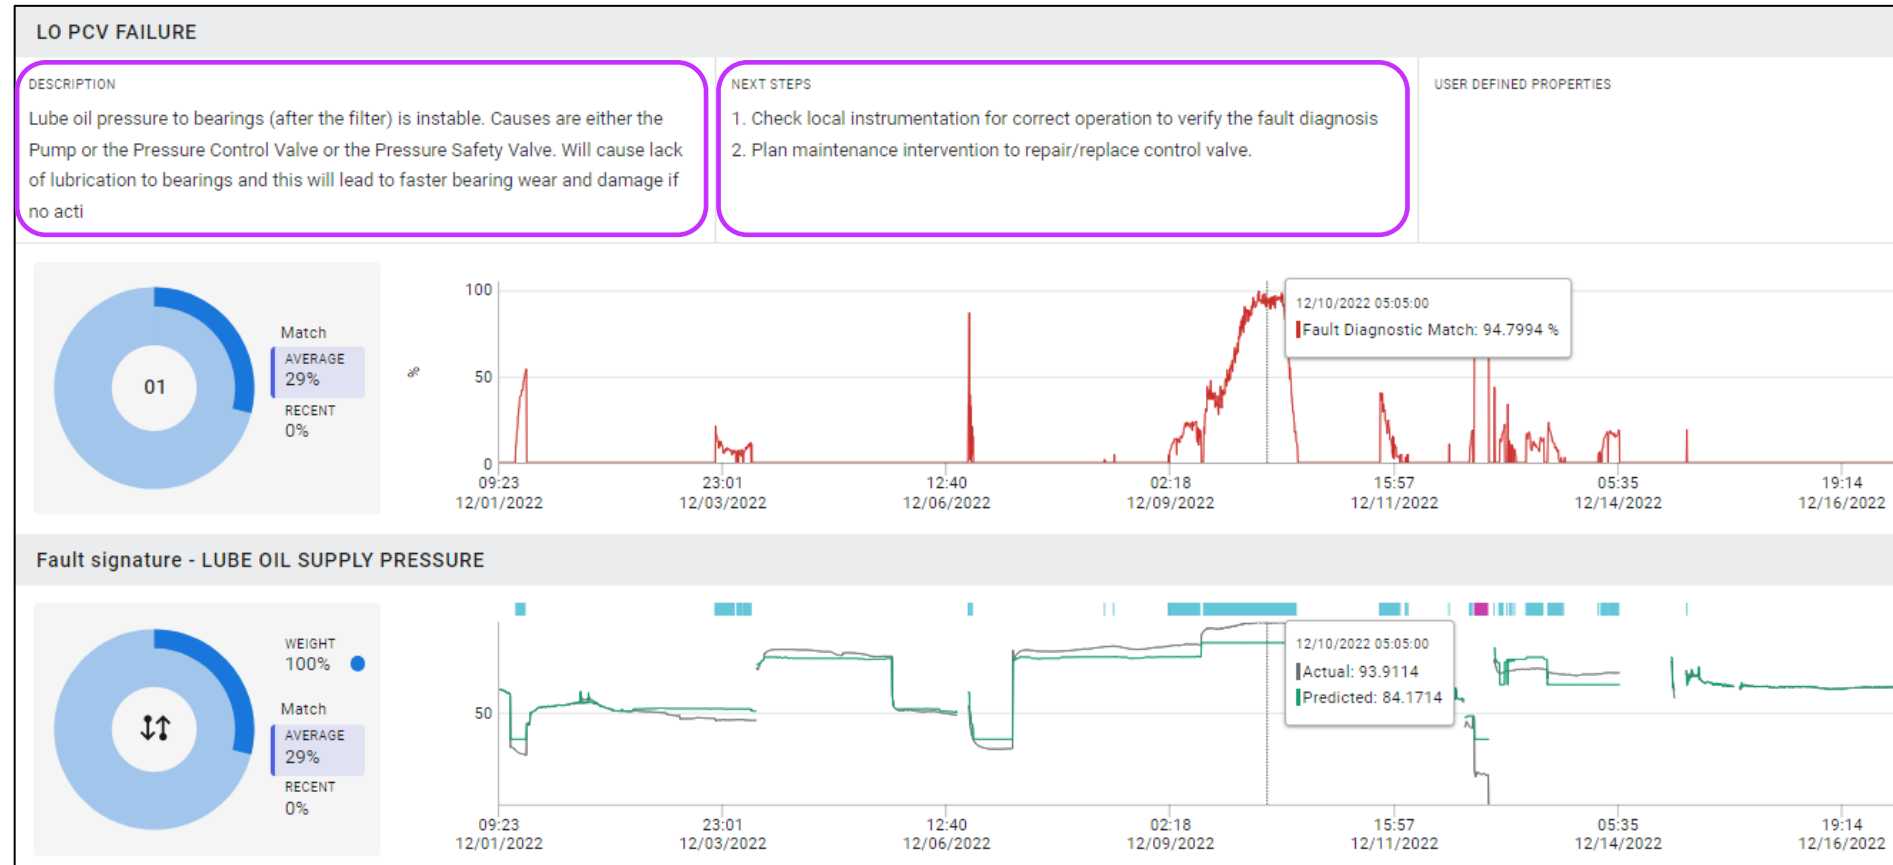 LO PCV FAILURE
DESCRIPTION
Lube oil pressure to bearings (after the filter) is instable. Causes are either the
Pump or the Pressure Control Valve or the Pressure Safety Valve. Will cause lack
of lubrication to bearings and this will lead to faster bearing wear and damage if
no acti
NEXT STEPS
1. Check local instrumentation for correct operation to verify the fault diagnosis
2. Plan maintenance intervention to repair/replace control valve.
USER DEFINED PROPERTIES
01
Match
AVERAGE
29%
RECENT
0%
%
100
50
0
12/10/2022 05:05:00
Fault Diagnostic Match: 94.7994 %
09:23
12/01/2022
23:01
12/03/2022
12:40
12/06/2022
02:18
12/09/2022
15:57
12/11/2022
05:35
12/14/2022
19:14
12/16/2022
Fault signature - LUBE OIL SUPPLY PRESSURE
WEIGHT
100%
Match
AVERAGE
29%
RECENT
0%
50
12/10/2022 05:05:00
Actual: 93.9114
Predicted: 84.1714
09:23
12/01/2022
23:01
12/03/2022
12:40
12/06/2022
02:18
12/09/2022
15:57
12/11/2022
05:35
12/14/2022
19:14
12/16/2022